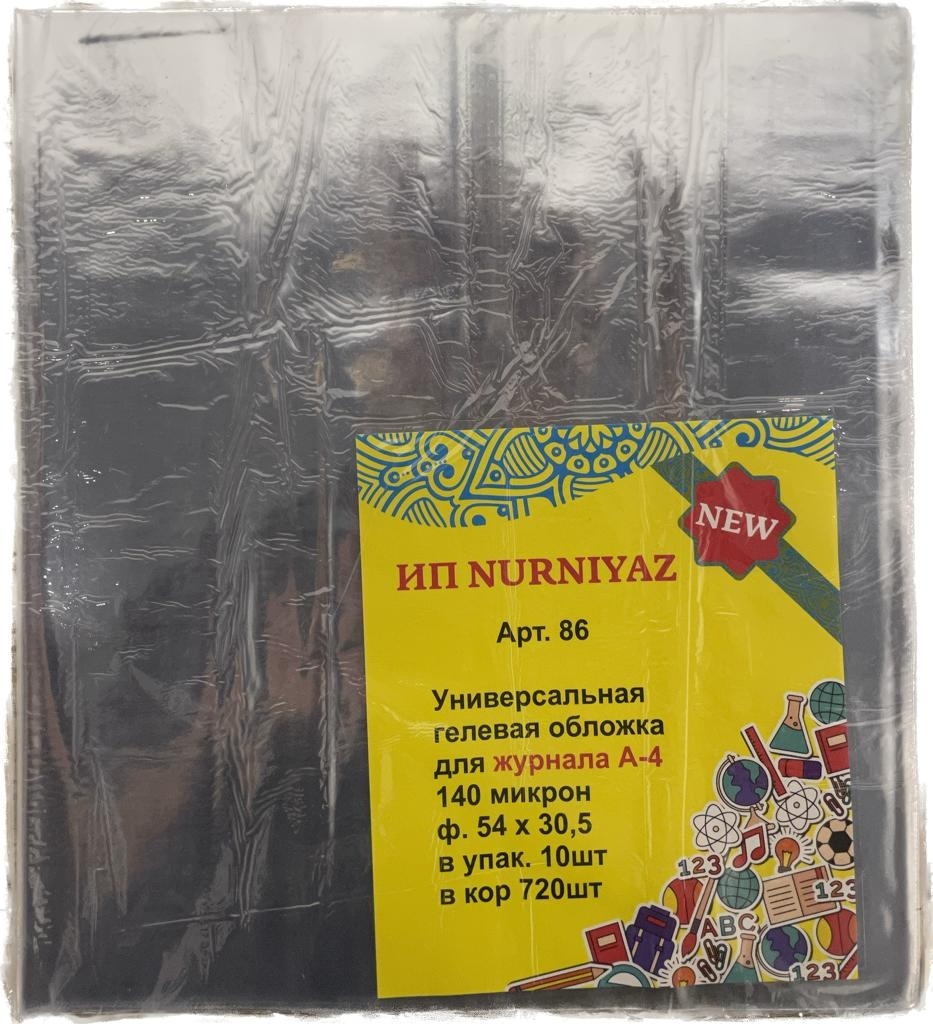 NEW
ИП NURNIYAZ
Арт. 86
Универсальная
гелевая обложка
для журнала А-4
140 микрон
ф. 54 х 30,5
в упак. 10шт
в кор 720шт
123
123
ABC
123